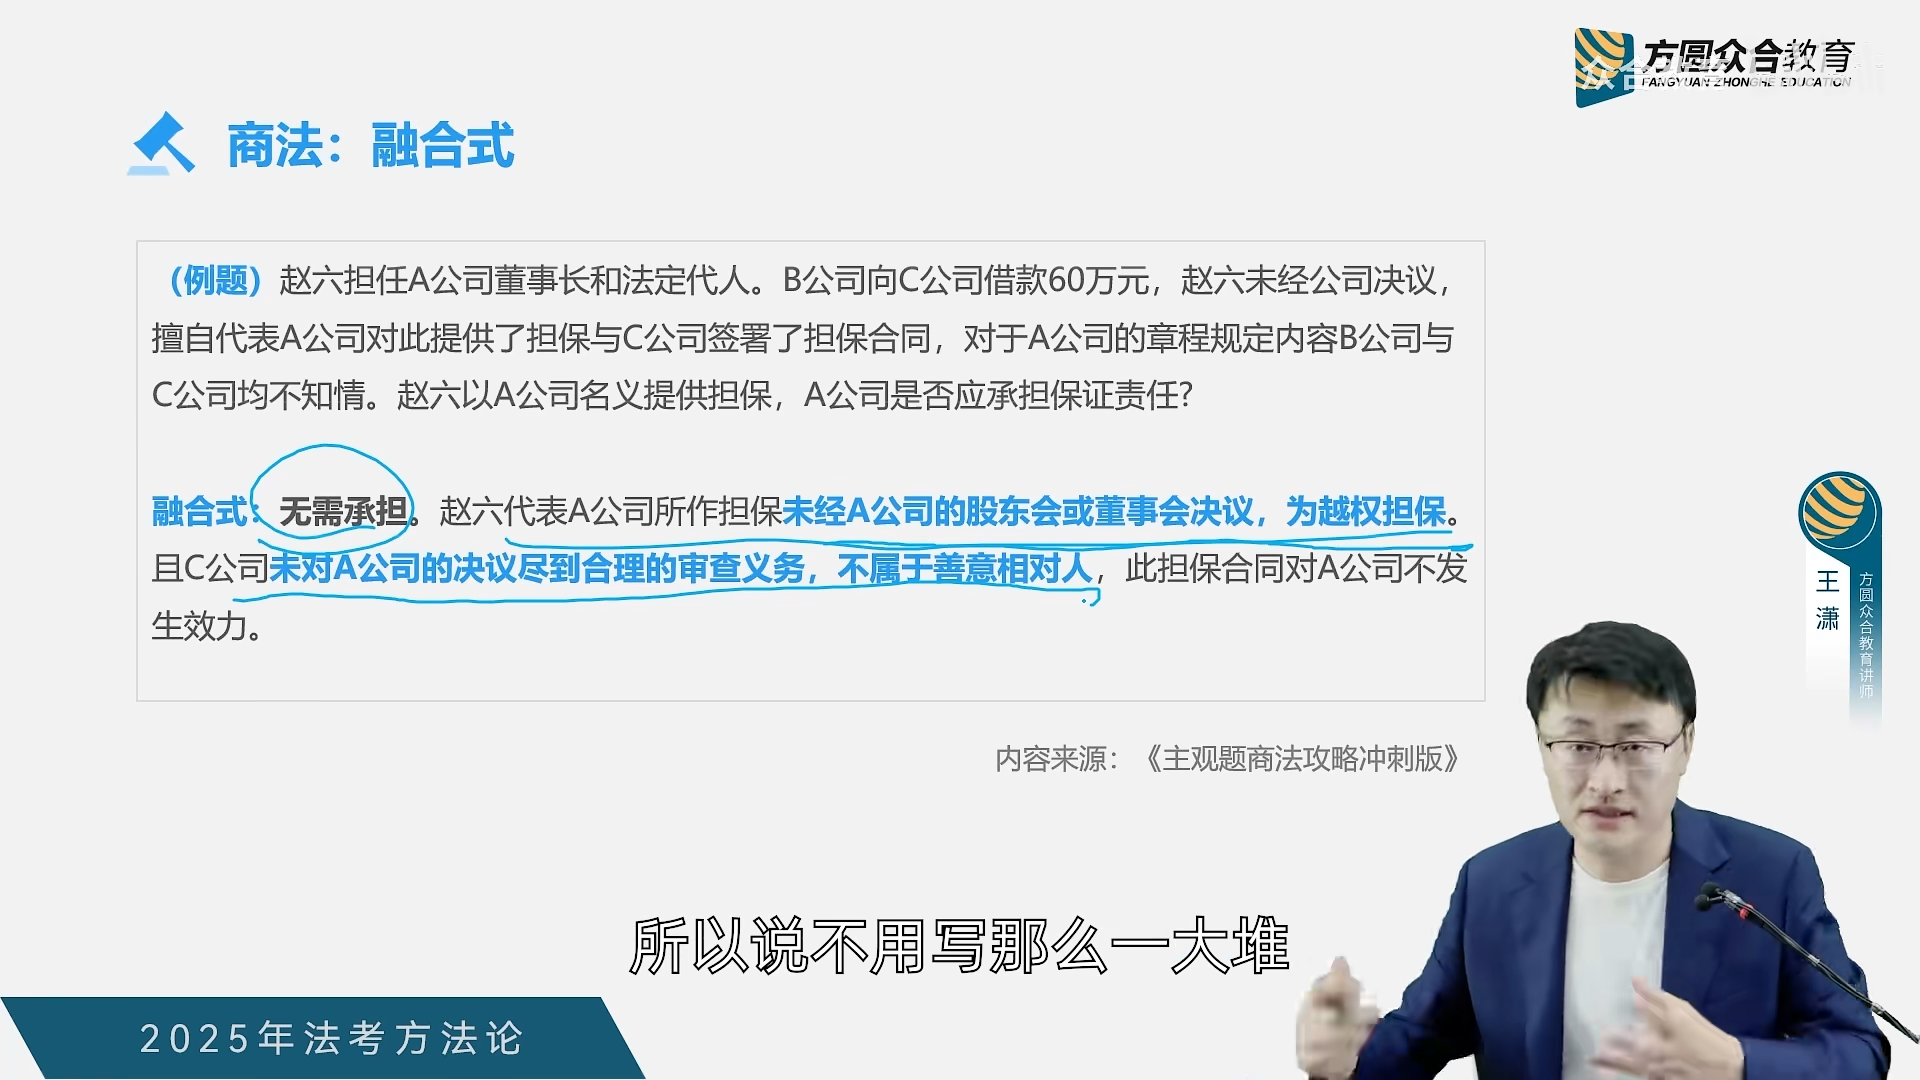 方圆众合教育
FANGYUAN ZHONGHE EDUCATION
商法：融合式
（例题）赵六担任A公司董事长和法定代人。B公司向C公司借款60万元，赵六未经公司决议，
擅自代表A公司对此提供了担保与C公司签署了担保合同，对于A公司的章程规定内容B公司与
C公司均不知情。赵六以A公司名义提供担保，A公司是否应承担保证责任?
融合式：无需承担。赵六代表A公司所作担保未经A公司的股东会或董事会决议，为越权担保。
且C公司未对A公司的决议尽到合理的审查义务，不属于善意相对人，此担保合同对A公司不发
生效力。
内容来源：《主观题商法攻略冲刺版》
王潇
方圆众合教育讲师
所以说不用写那么一大堆
2025年法考方法论